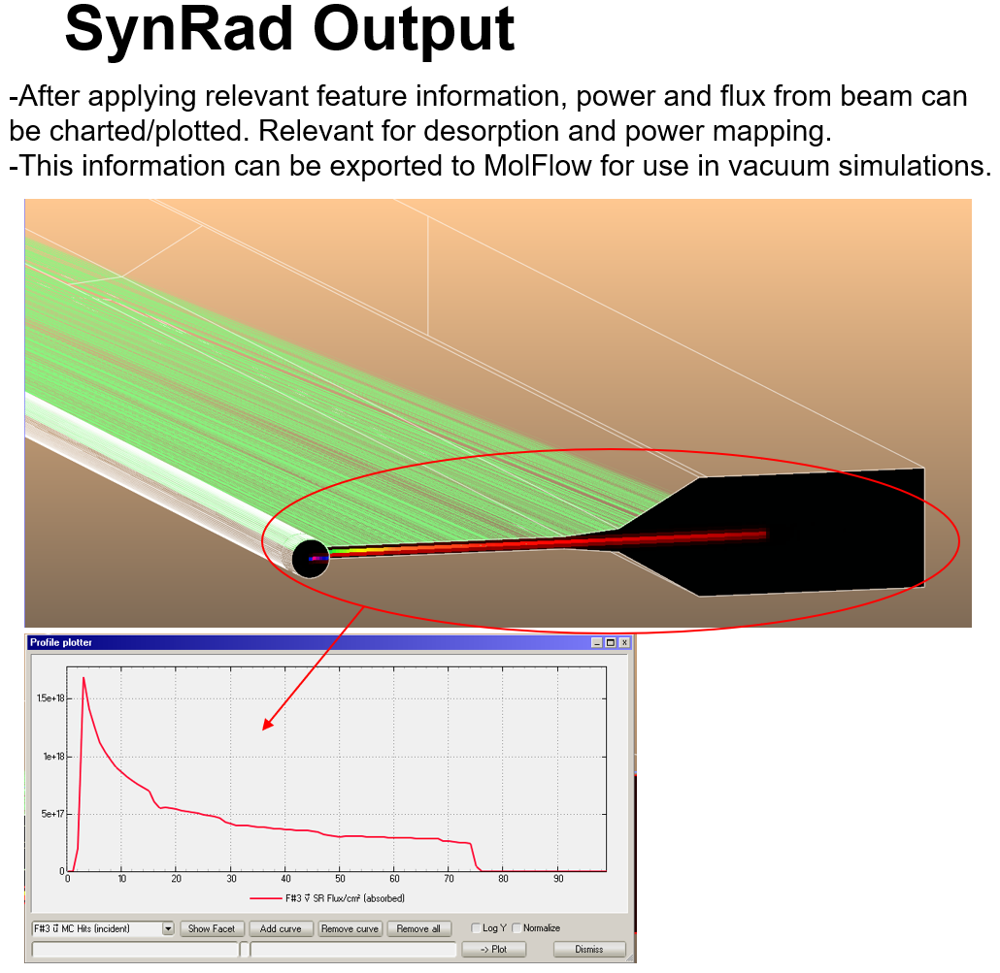 SynRad Output
-After applying relevant feature information, power and flux from beam can
be charted/plotted. Relevant for desorption and power mapping.
-This information can be exported to MolFlow for use in vacuum simulations.
Profile plotter
1.5e+18
1e+18
5e+17
0
0 10 20 30 40 50 60 70 80 90
F#3 V⃗ SR Flux/cm² (absorbed)
F#3 U⃗ MC Hits (incident) Show Facet Add curve Remove curve Remove all Log Y Normalize
-> Plot Dismiss